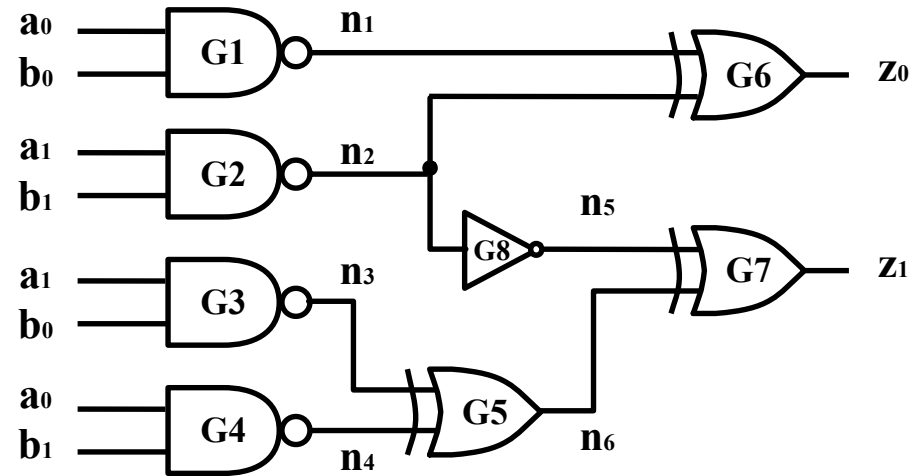 a₀ n₁
G1 G6 z₀
b₀
a₁ n₂
G2
b₁ n₅
G8 G7 z₁
a₁ n₃
G3
b₀
a₀
G4 G5
b₁ n₄ n₆